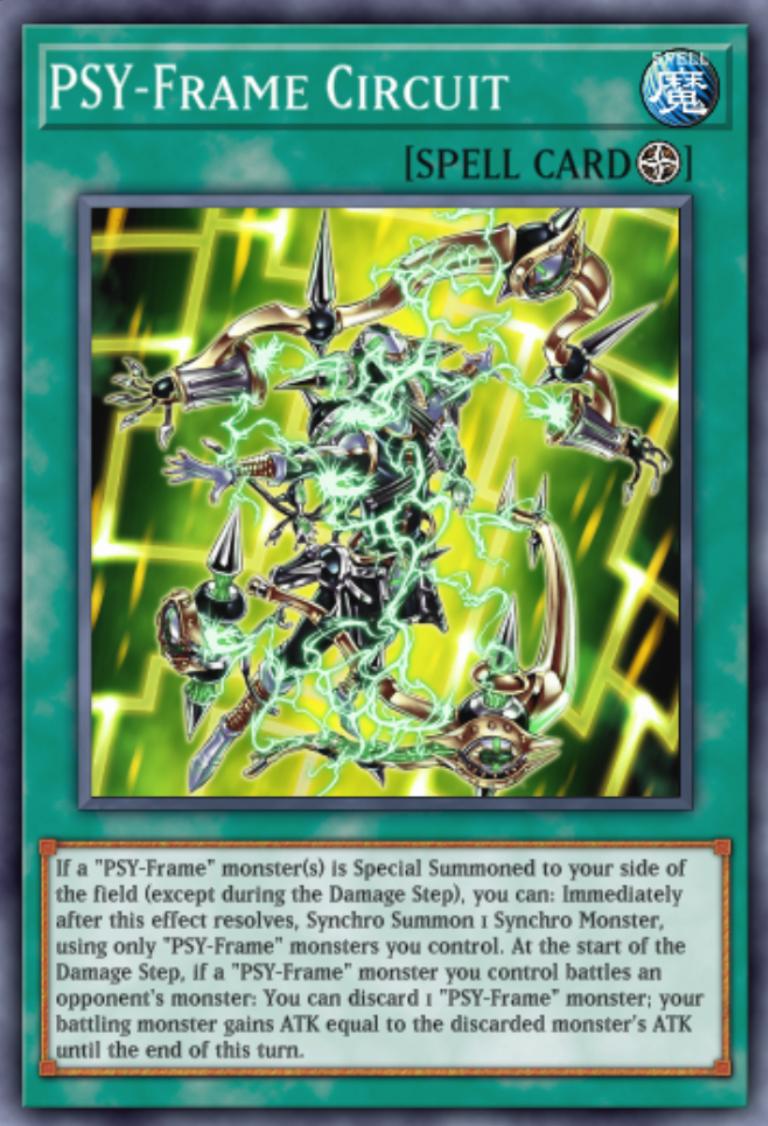 PSY-FRAME CIRCUIT
SPELL
魔
[SPELL CARD]
If a "PSY-Frame" monster(s) is Special Summoned to your side of
the field (except during the Damage Step), you can: Immediately
after this effect resolves, Synchro Summon 1 Synchro Monster,
using only "PSY-Frame" monsters you control. At the start of the
Damage Step, if a "PSY-Frame" monster you control battles an
opponent's monster: You can discard 1 "PSY-Frame" monster; your
battling monster gains ATK equal to the discarded monster's ATK
until the end of this turn.